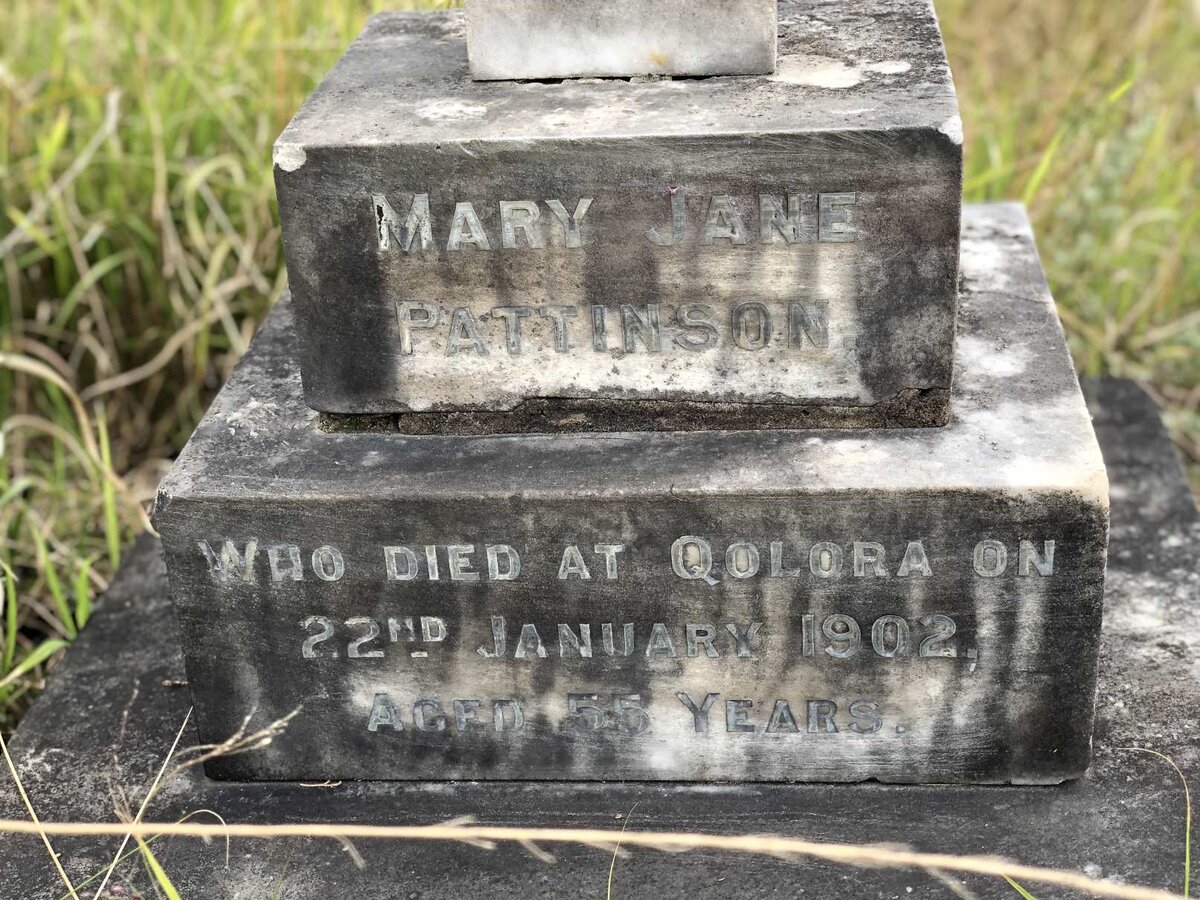 MARY JANE
PATTINSON.
WHO DIED AT QOLORA ON
22ND JANUARY 1902,
AGED 55 YEARS.